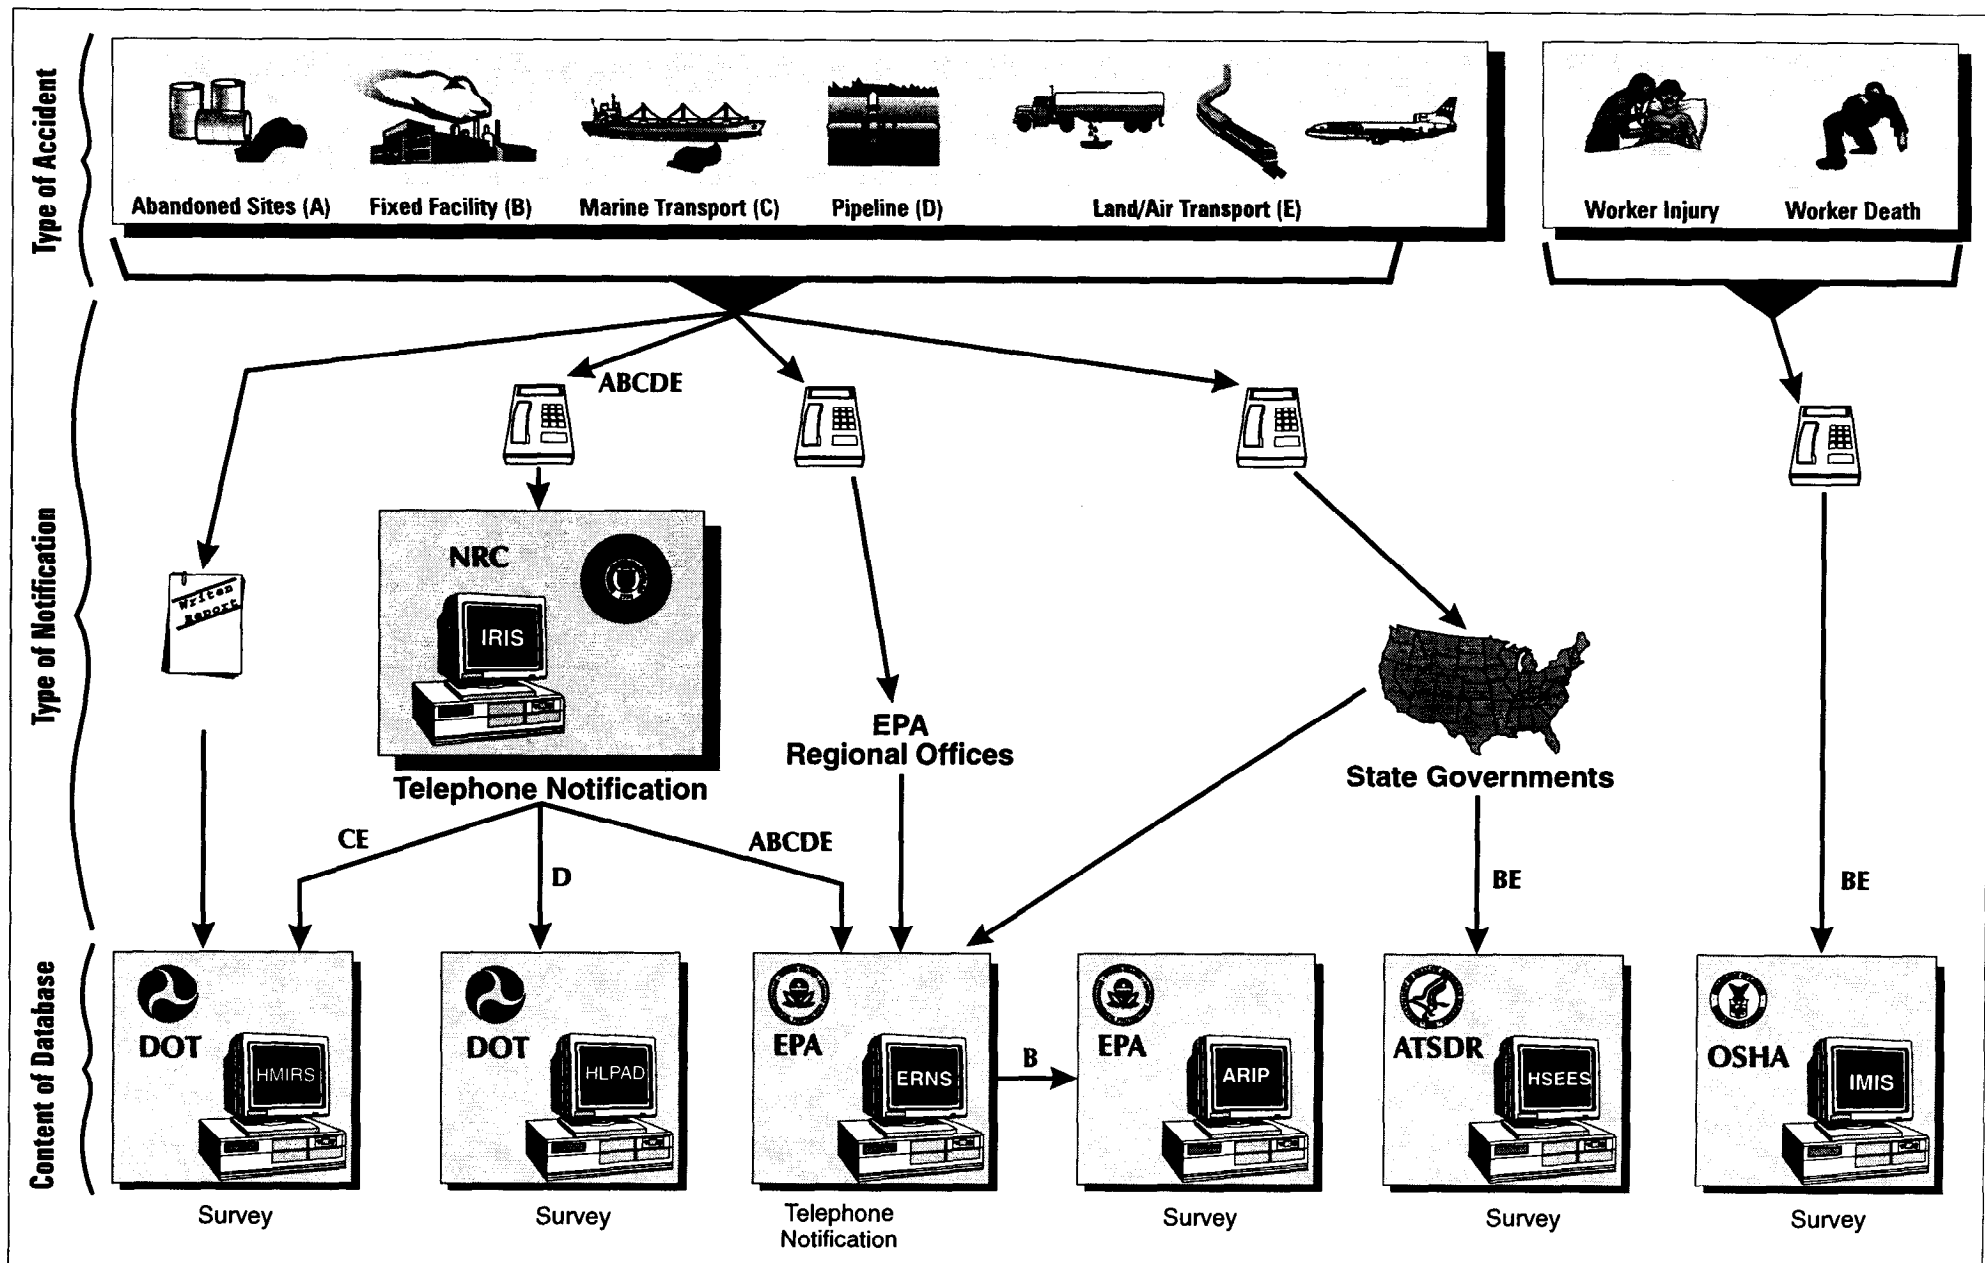 Type of Accident
Abandoned Sites (A)
Fixed Facility (B)
Marine Transport (C)
Pipeline (D)
Land/Air Transport (E)
Worker Injury
Worker Death
Type of Notification
ABCDE
Writen
Report
NRC
IRIS
Telephone Notification
EPA
Regional Offices
State Governments
CE
D
ABCDE
BE
BE
Content of Database
DOT
HMIRS
Survey
DOT
HLPAD
Survey
EPA
ERNS
Telephone
Notification
B
EPA
ARIP
Survey
ATSDR
HSEES
Survey
OSHA
IMIS
Survey